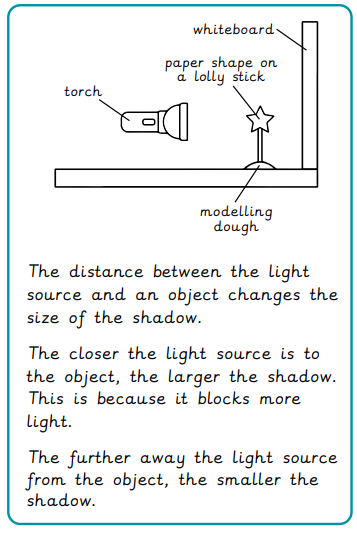 whiteboard
paper shape on
a lolly stick
torch
modelling
dough
The distance between the light
source and an object changes the
size of the shadow.
The closer the light source is to
the object, the larger the shadow.
This is because it blocks more
light.
The further away the light source
from the object, the smaller the
shadow.